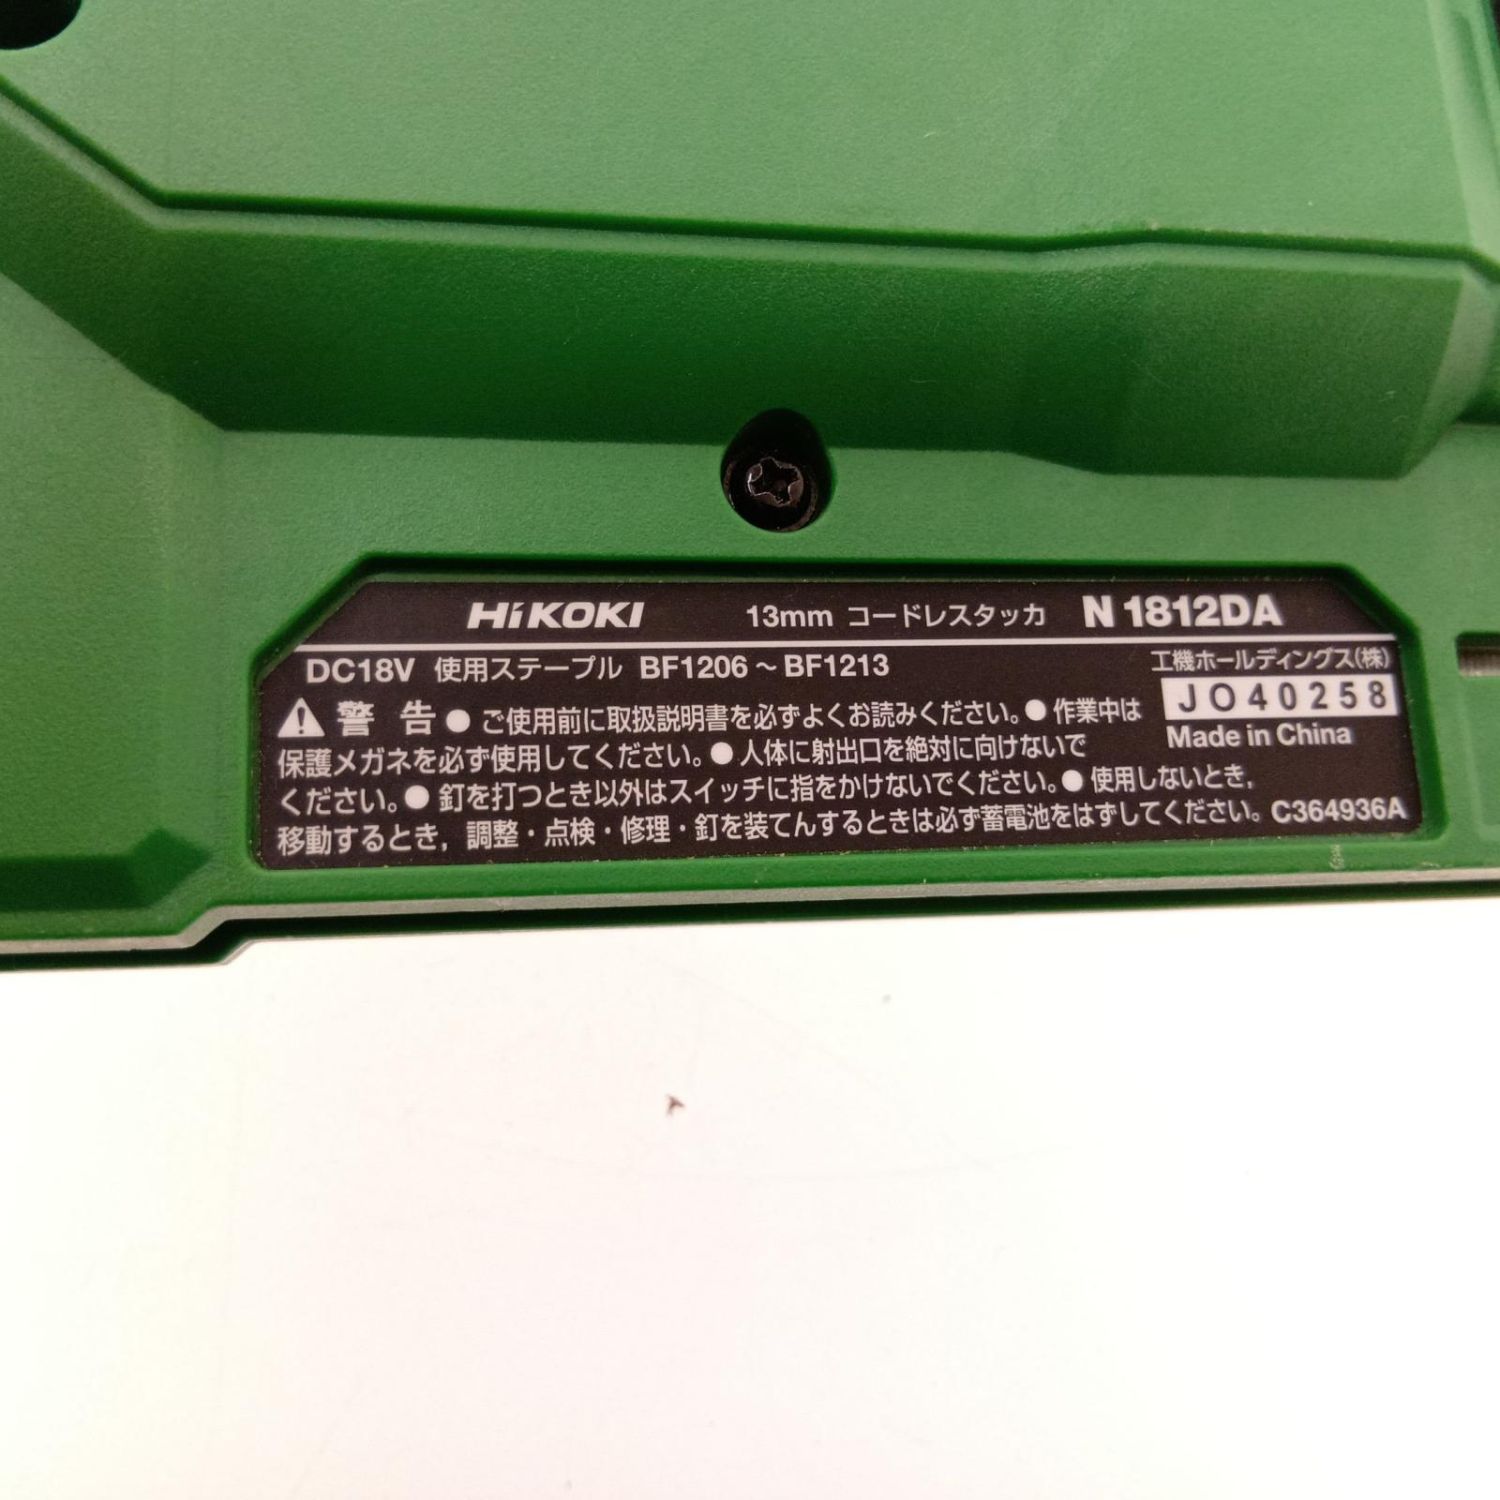 HiKOKI 13mm コードレスタッカ N 1812DA
DC18V 使用ステープル BF1206～BF1213 工機ホールディングス(株)
⚠警 告●ご使用前に取扱説明書を必ずよくお読みください。●作業中は
保護メガネを必ず使用してください。●人体に射出口を絶対に向けないで
ください。●釘を打つとき以外はスイッチに指をかけないでください。●使用しないとき,
移動するとき, 調整・点検・修理・釘を装てんするときは必ず蓄電池をはずしてください。
JO40258
Made in China
C364936A